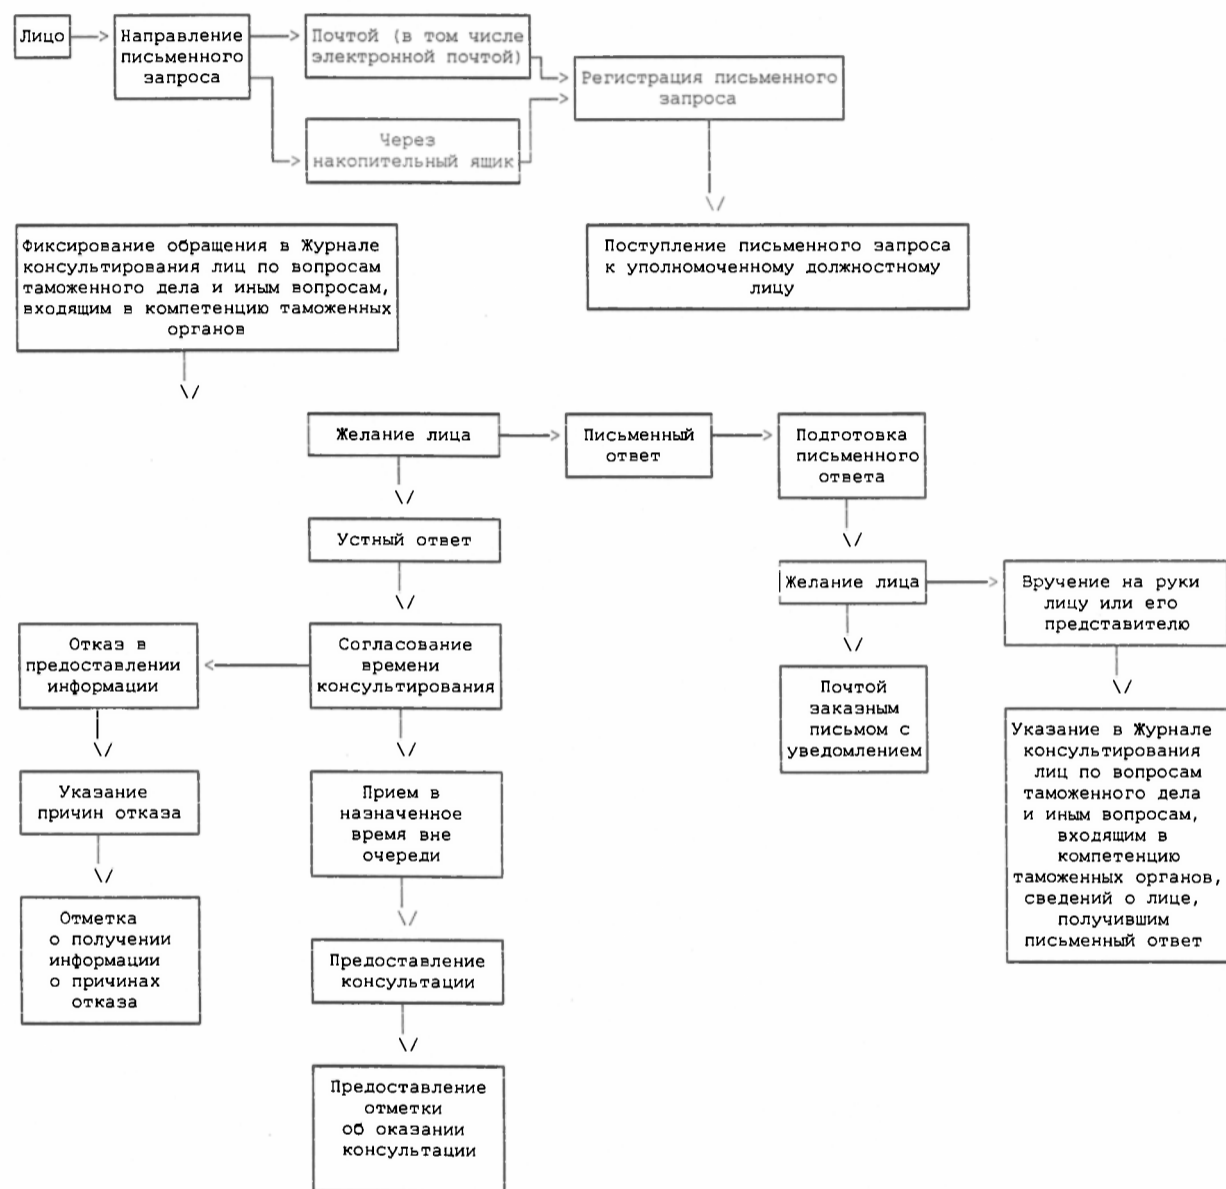 Лицо
Направление
письменного
запроса
Почтой (в том числе
электронной почтой)
Через
накопительный ящик
Регистрация письменного
запроса
Фиксирование обращения в Журнале
консультирования лиц по вопросам
таможенного дела и иным вопросам,
входящим в компетенцию таможенных
органов
Поступление письменного запроса
к уполномоченному должностному
лицу
Желание лица
Письменный
ответ
Подготовка
письменного
ответа
Устный ответ
Желание лица
Вручение на руки
лицу или его
представителю
Отказ в
предоставлении
информации
Согласование
времени
консультирования
Почтой
заказным
письмом с
уведомлением
Указание в Журнале
консультирования
лиц по вопросам
таможенного дела
и иным вопросам,
входящим в
компетенцию
таможенных органов,
сведений о лице,
получившим
письменный ответ
Указание
причин отказа
Прием в
назначенное
время вне
очереди
Отметка
о получении
информации
о причинах
отказа
Предоставление
консультации
Предоставление
отметки
об оказании
консультации